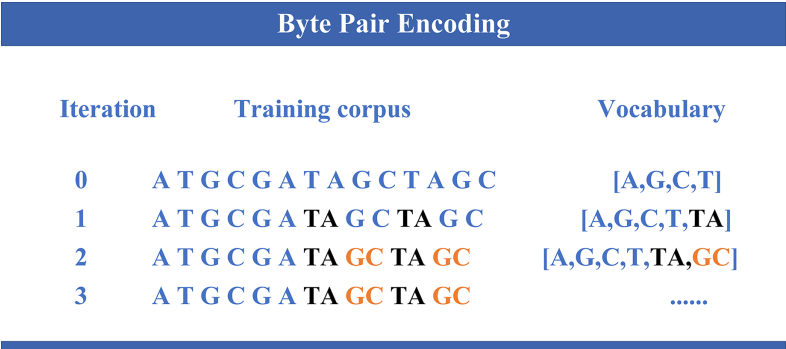 Byte Pair Encoding
Iteration Training corpus Vocabulary
0 A T G C G A T A G C T A G C [A,G,C,T]
1 A T G C G A TA G C TA G C [A,G,C,T,TA]
2 A T G C G A TA GC TA GC [A,G,C,T,TA,GC]
3 A T G C G A TA GC TA GC ......